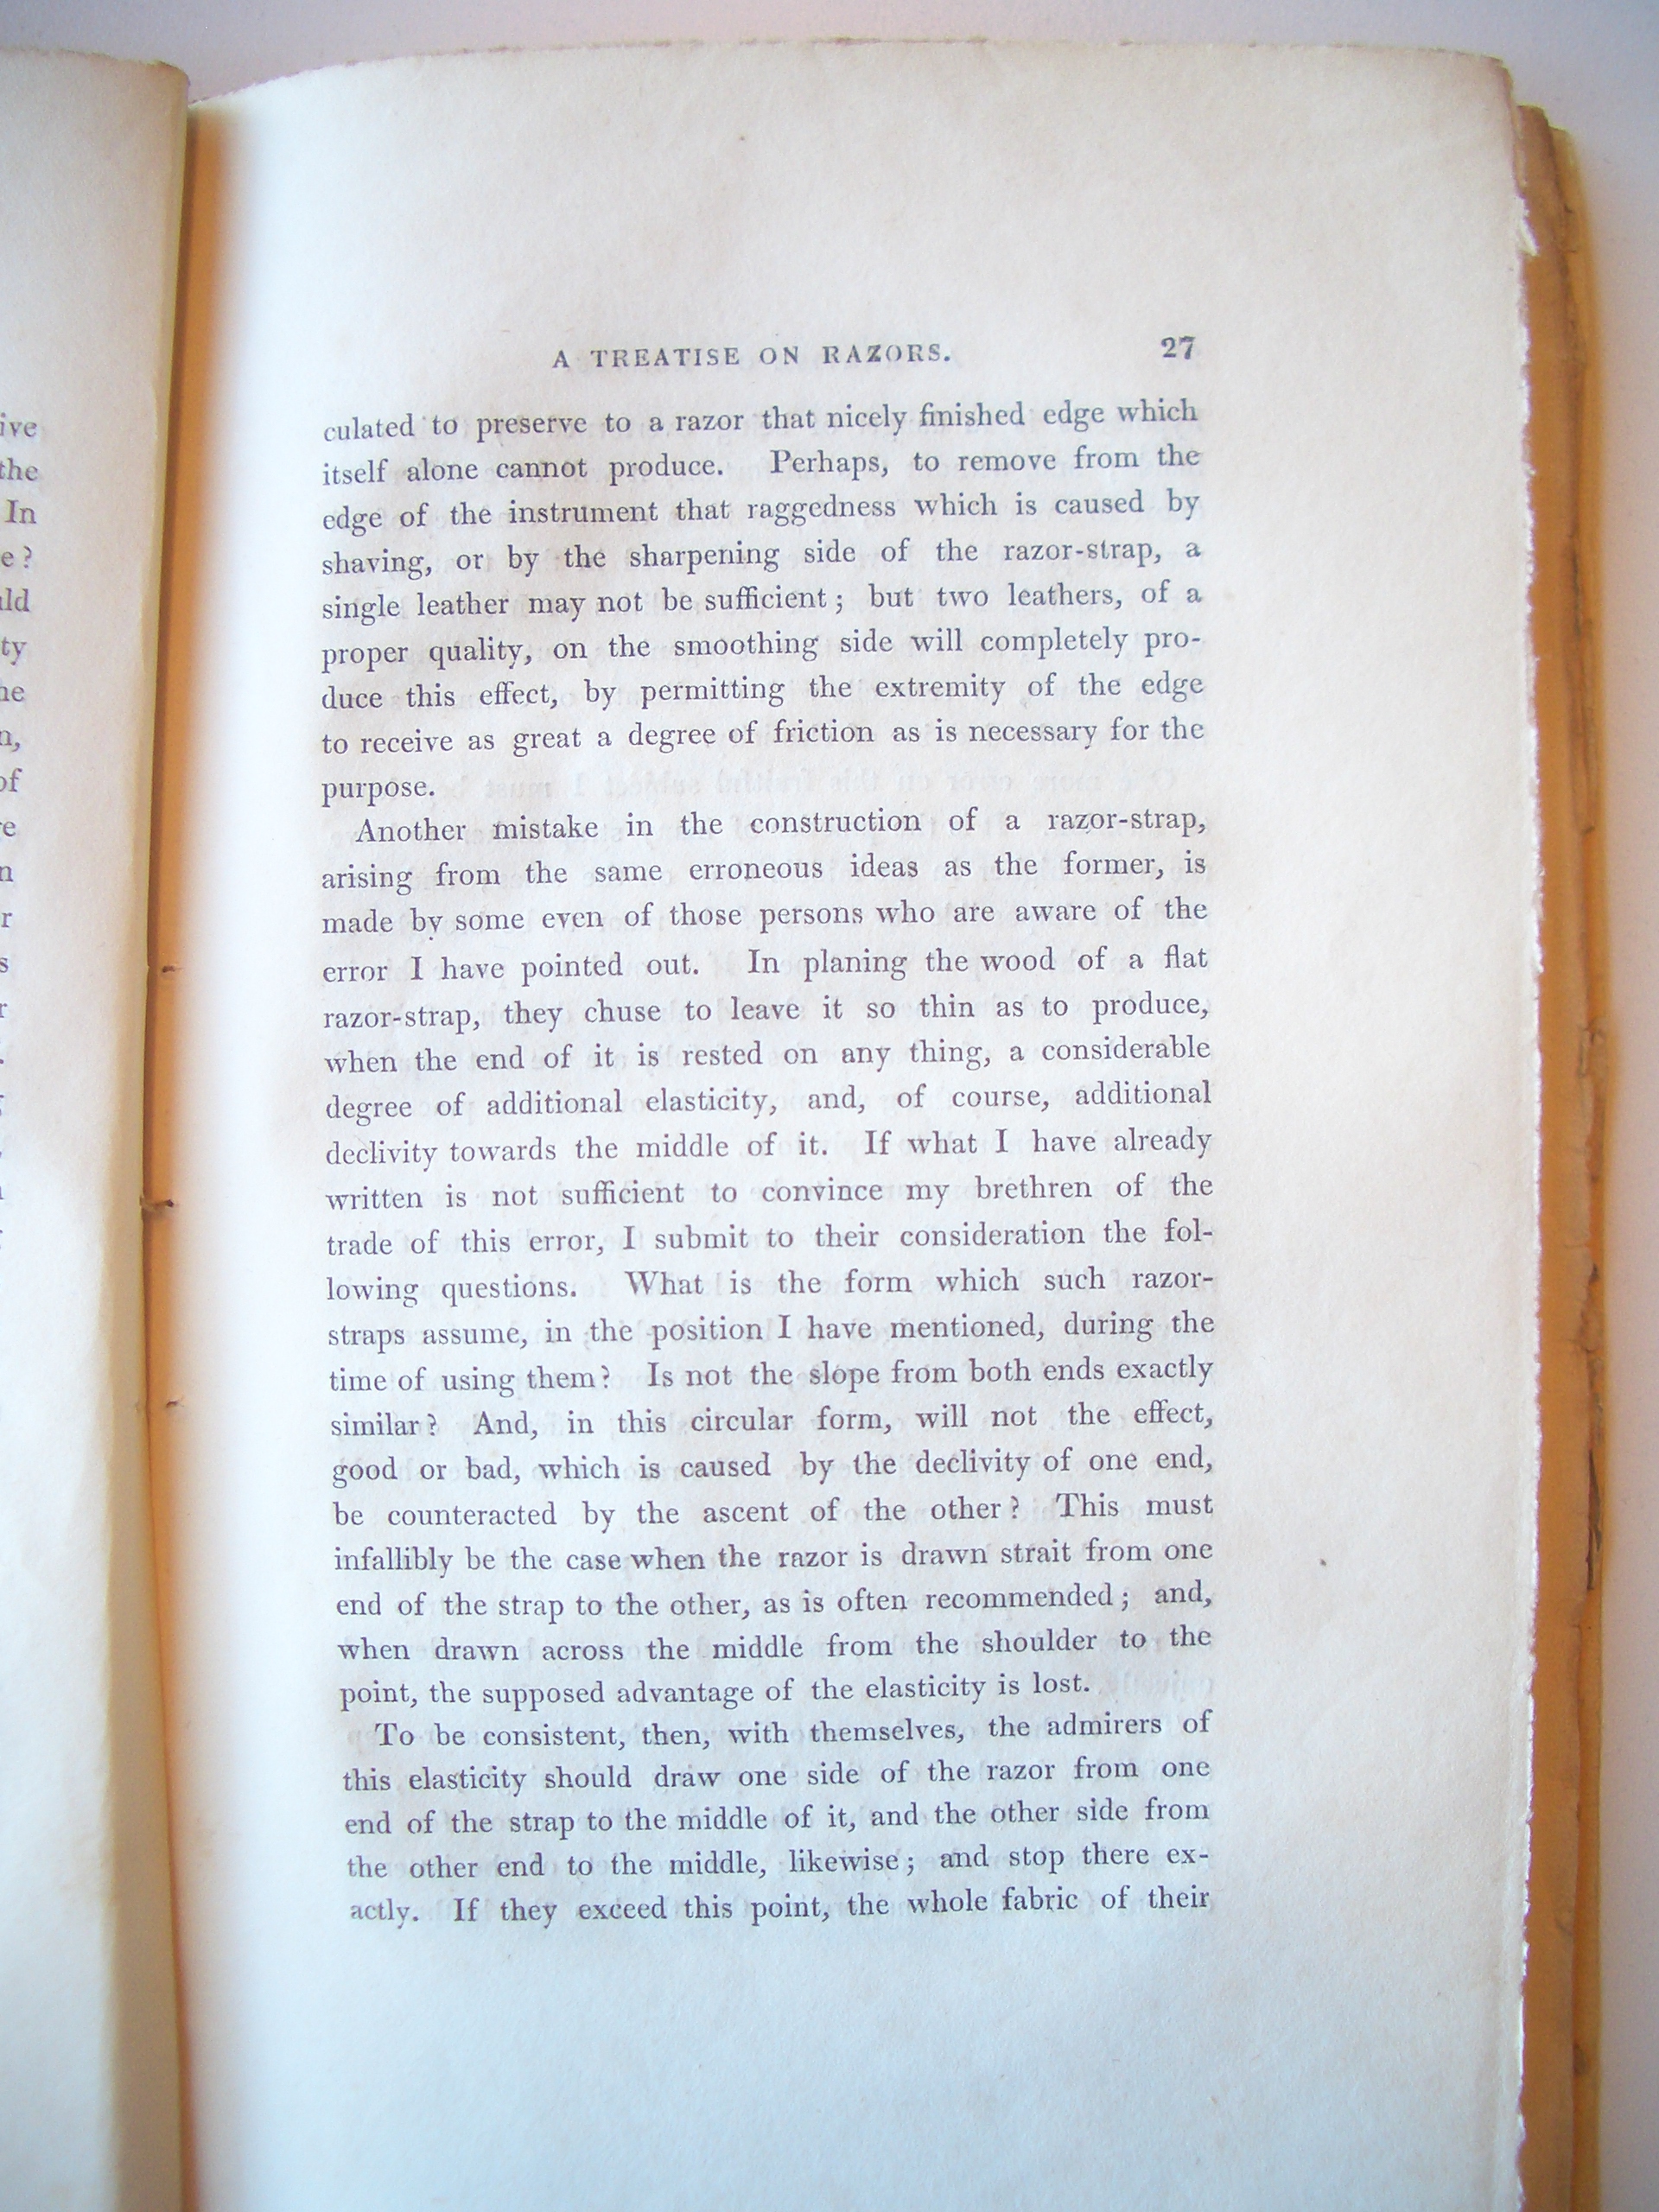 A TREATISE ON RAZORS. 27
culated to preserve to a razor that nicely finished edge which
itself alone cannot produce. Perhaps, to remove from the
edge of the instrument that raggedness which is caused by
shaving, or by the sharpening side of the razor-strap, a
single leather may not be sufficient; but two leathers, of a
proper quality, on the smoothing side will completely pro-
duce this effect, by permitting the extremity of the edge
to receive as great a degree of friction as is necessary for the
purpose.
Another mistake in the construction of a razor-strap,
arising from the same erroneous ideas as the former, is
made by some even of those persons who are aware of the
error I have pointed out. In planing the wood of a flat
razor-strap, they chuse to leave it so thin as to produce,
when the end of it is rested on any thing, a considerable
degree of additional elasticity, and, of course, additional
declivity towards the middle of it. If what I have already
written is not sufficient to convince my brethren of the
trade of this error, I submit to their consideration the fol-
lowing questions. What is the form which such razor-
straps assume, in the position I have mentioned, during the
time of using them? Is not the slope from both ends exactly
similar? And, in this circular form, will not the effect,
good or bad, which is caused by the declivity of one end,
be counteracted by the ascent of the other? This must
infallibly be the case when the razor is drawn strait from one
end of the strap to the other, as is often recommended; and,
when drawn across the middle from the shoulder to the
point, the supposed advantage of the elasticity is lost.
To be consistent, then, with themselves, the admirers of
this elasticity should draw one side of the razor from one
end of the strap to the middle of it, and the other side from
the other end to the middle, likewise; and stop there ex-
actly. If they exceed this point, the whole fabric of their